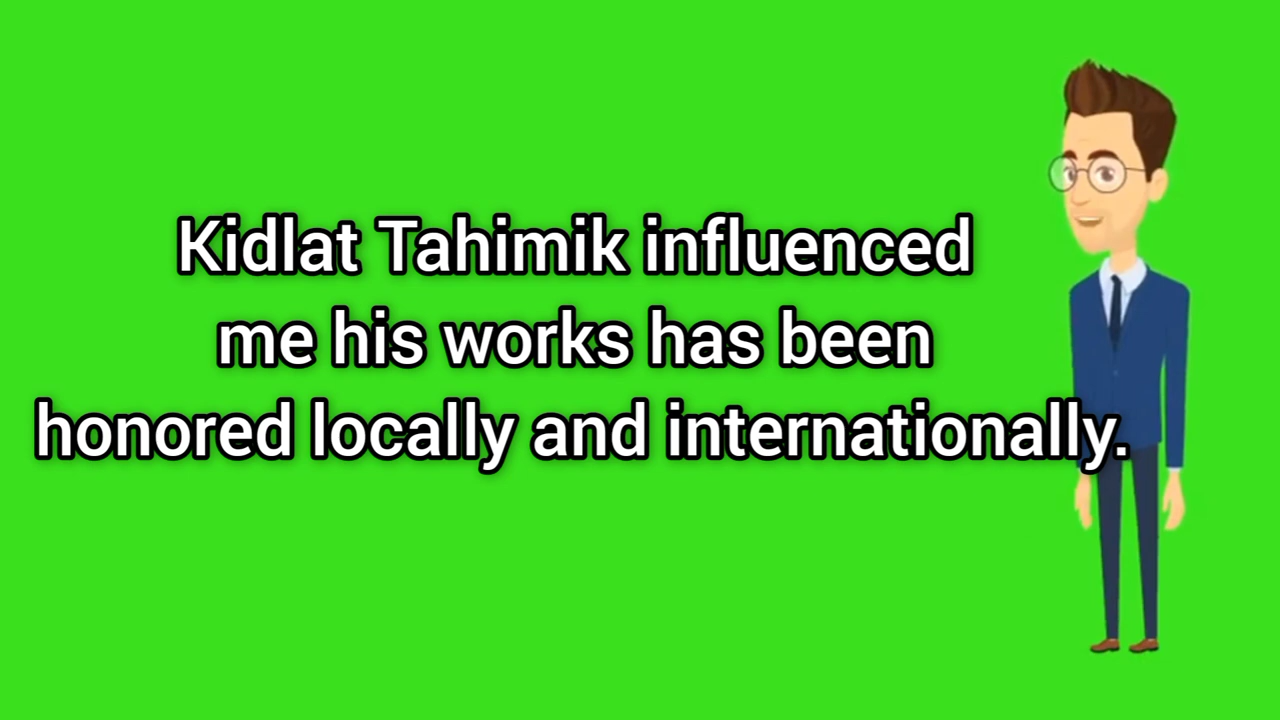 Kidlat Tahimik influenced
me his works has been
honored locally and internationally.